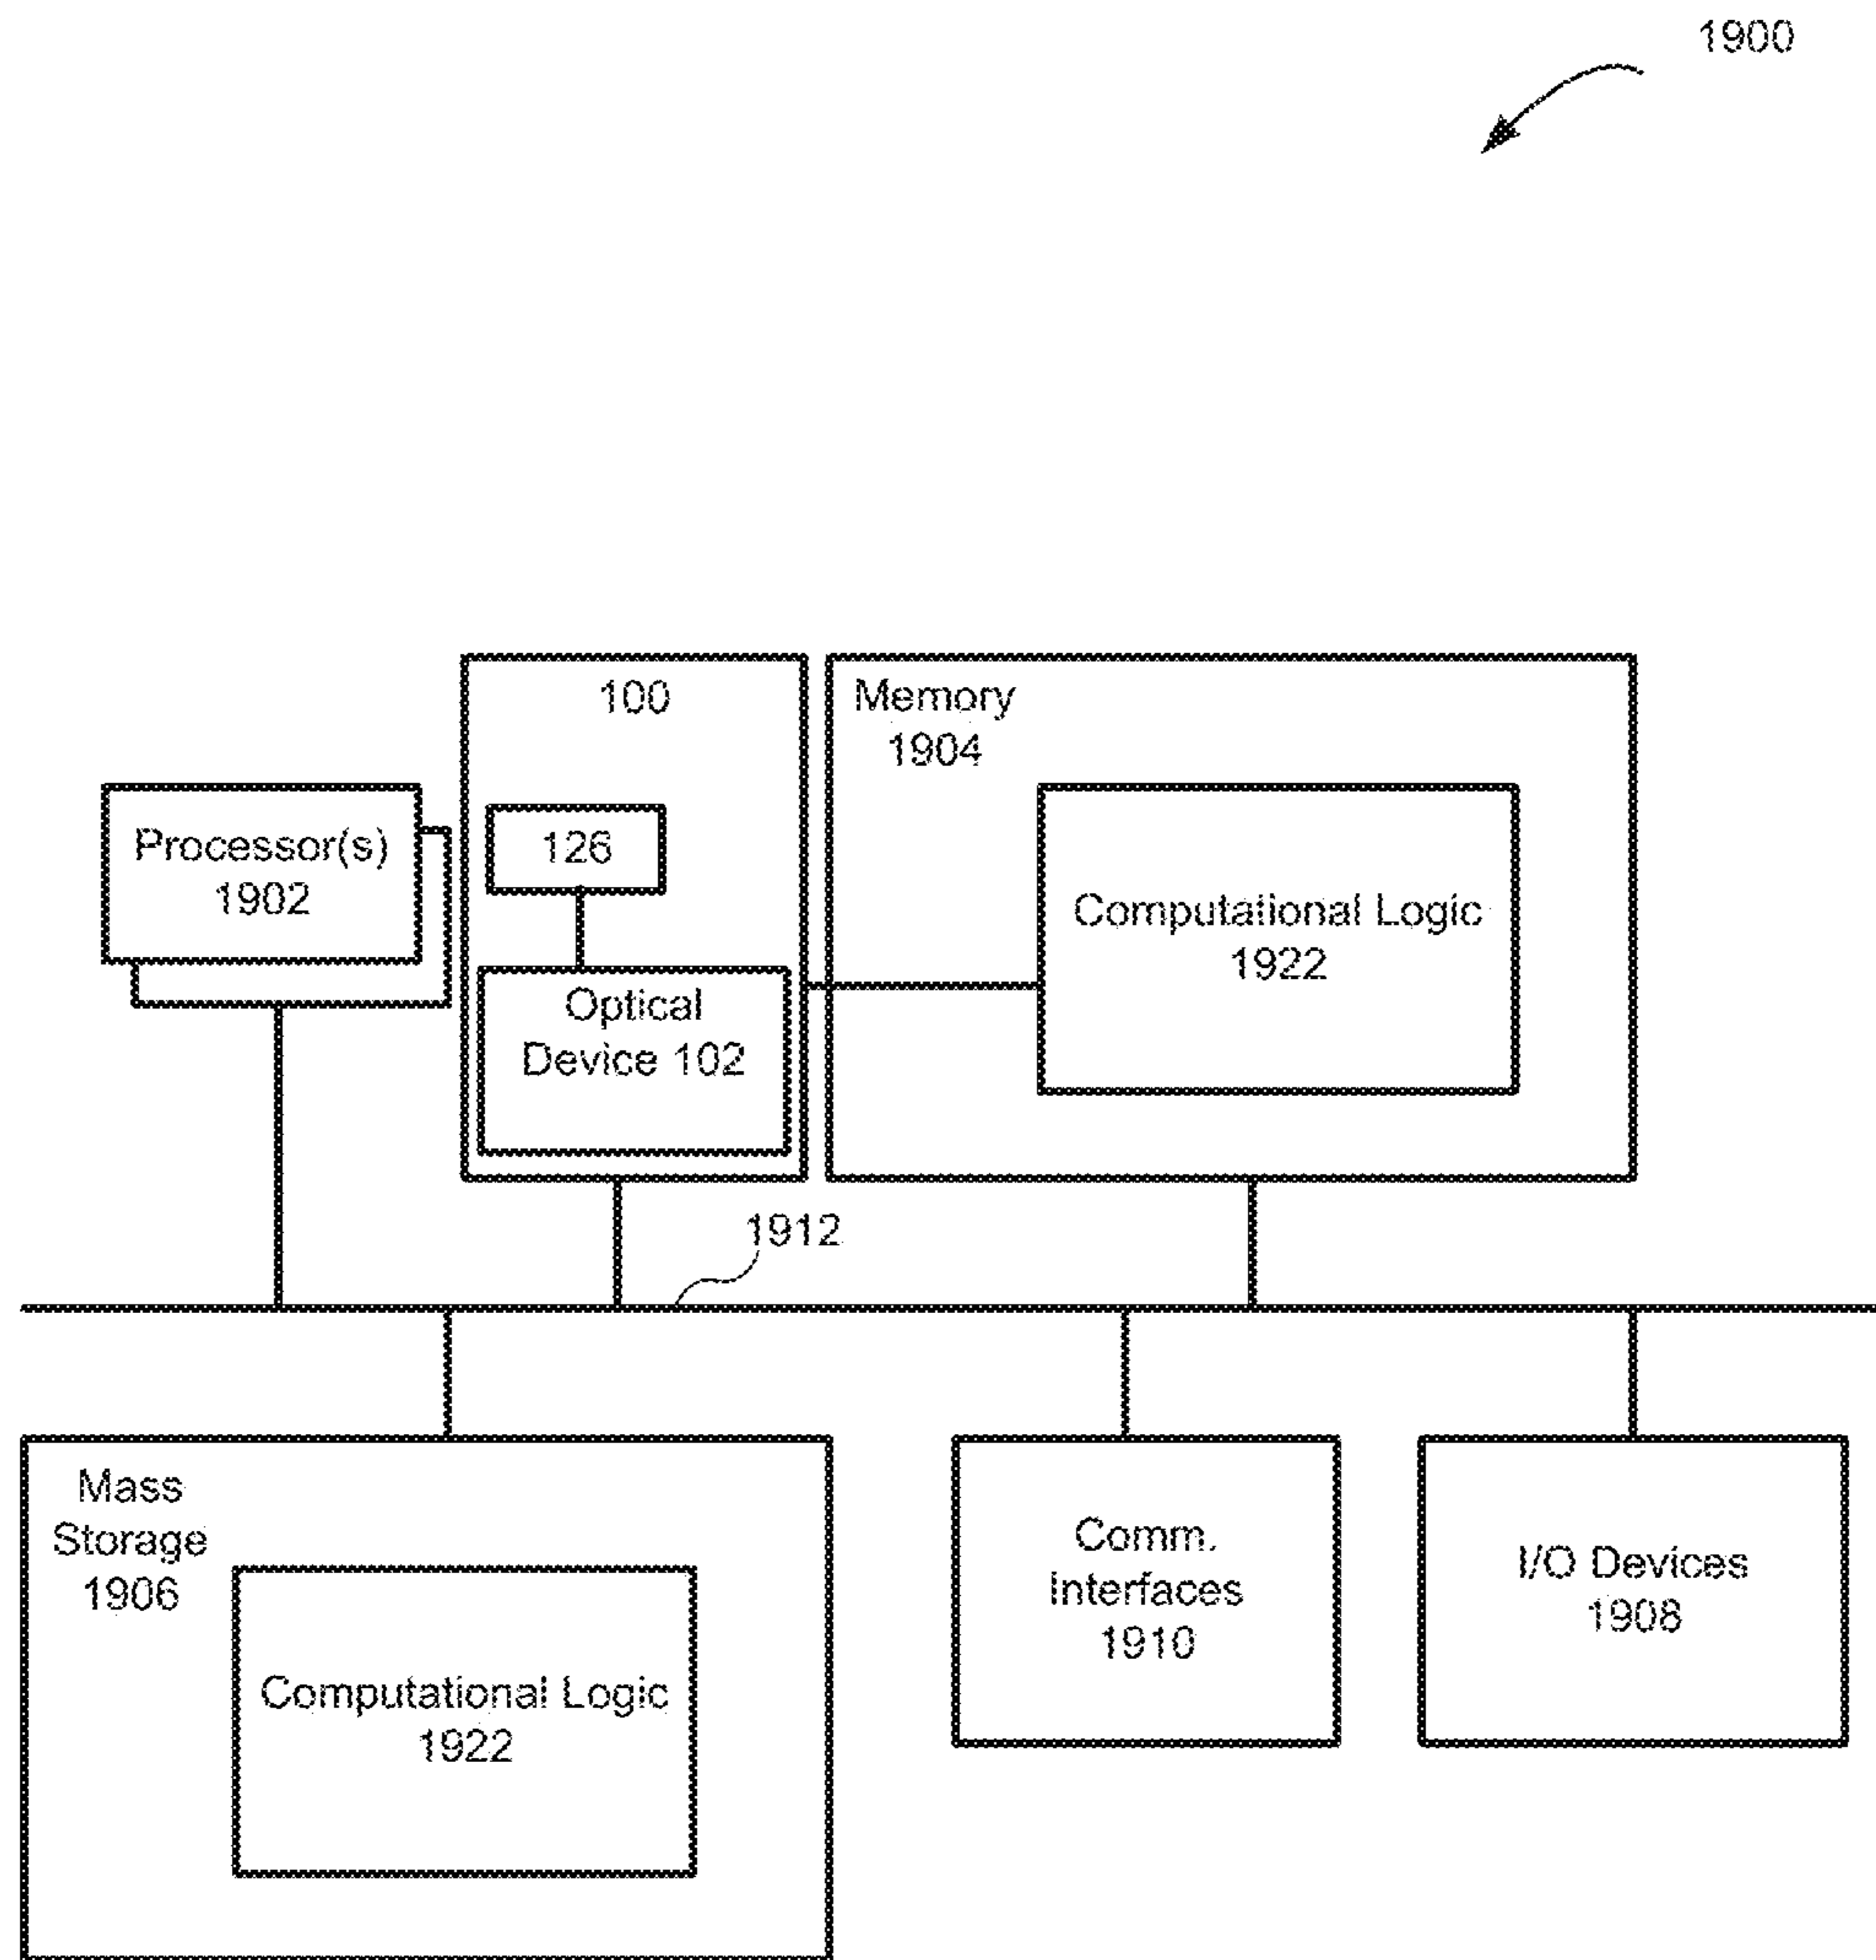 1900
100
Memory
1904
126
Processor(s)
1902
Computational Logic
1922
Optical
Device 102
1912
Mass
Storage
1906
Computational Logic
1922
Comm.
Interfaces
1910
I/O Devices
1908